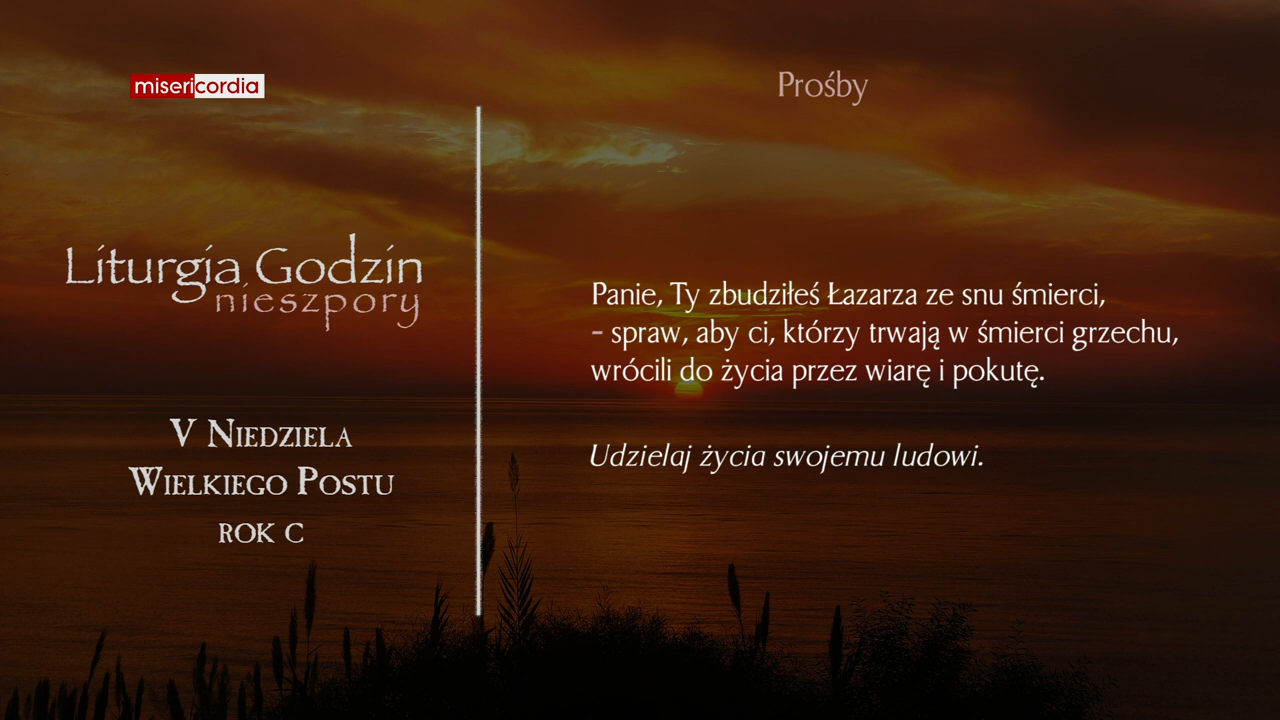 misericordia
Liturgia Godzin
nieszpory
V Niedziela
Wielkiego Postu
rok C
Prośby
Panie, Ty zbudziłeś Łazarza ze snu śmierci,
- spraw, aby ci, którzy trwają w śmierci grzechu,
wrócili do życia przez wiarę i pokutę.
Udzielaj życia swojemu ludowi.